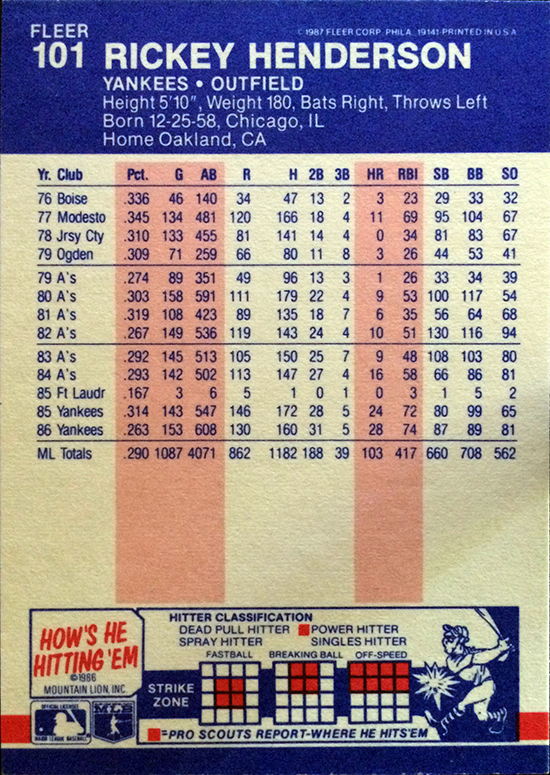 FLEER
© 1987 FLEER CORP. PHILA. 19141-PRINTED IN U S A
101 RICKEY HENDERSON
YANKEES • OUTFIELD
Height 5'10", Weight 180, Bats Right, Throws Left
Born 12-25-58, Chicago, IL
Home Oakland, CA
Yr. Club Pct. G AB R H 2B 3B HR RBI SB BB SO
76 Boise .336 46 140 34 47 13 2 3 23 29 33 32
77 Modesto .345 134 481 120 166 18 4 11 69 95 104 67
78 Jrsy Cty .310 133 455 81 141 14 4 0 34 81 83 67
79 Ogden .309 71 259 66 80 11 8 3 26 44 53 41
79 A's .274 89 351 49 96 13 3 1 26 33 34 39
80 A's .303 158 591 111 179 22 4 9 53 100 117 54
81 A's .319 108 423 89 135 18 7 6 35 56 64 68
82 A's .267 149 536 119 143 24 4 10 51 130 116 94
83 A's .292 145 513 105 150 25 7 9 48 108 103 80
84 A's .293 142 502 113 147 27 4 16 58 66 86 81
85 Ft Laudr .167 3 6 5 1 0 1 0 3 1 5 2
85 Yankees .314 143 547 146 172 28 5 24 72 80 99 65
86 Yankees .263 153 608 130 160 31 5 28 74 87 89 81
ML Totals .290 1087 4071 862 1182 188 39 103 417 660 708 562
HOW'S HE
HITTING 'EM
©1986
MOUNTAIN LION, INC.
OFFICIAL LICENSEE
MAJOR LEAGUE BASEBALL
HITTER CLASSIFICATION
DEAD PULL HITTER POWER HITTER
SPRAY HITTER SINGLES HITTER
FASTBALL BREAKING BALL OFF-SPEED
STRIKE
ZONE
=PRO SCOUTS REPORT-WHERE HE HITS'EM